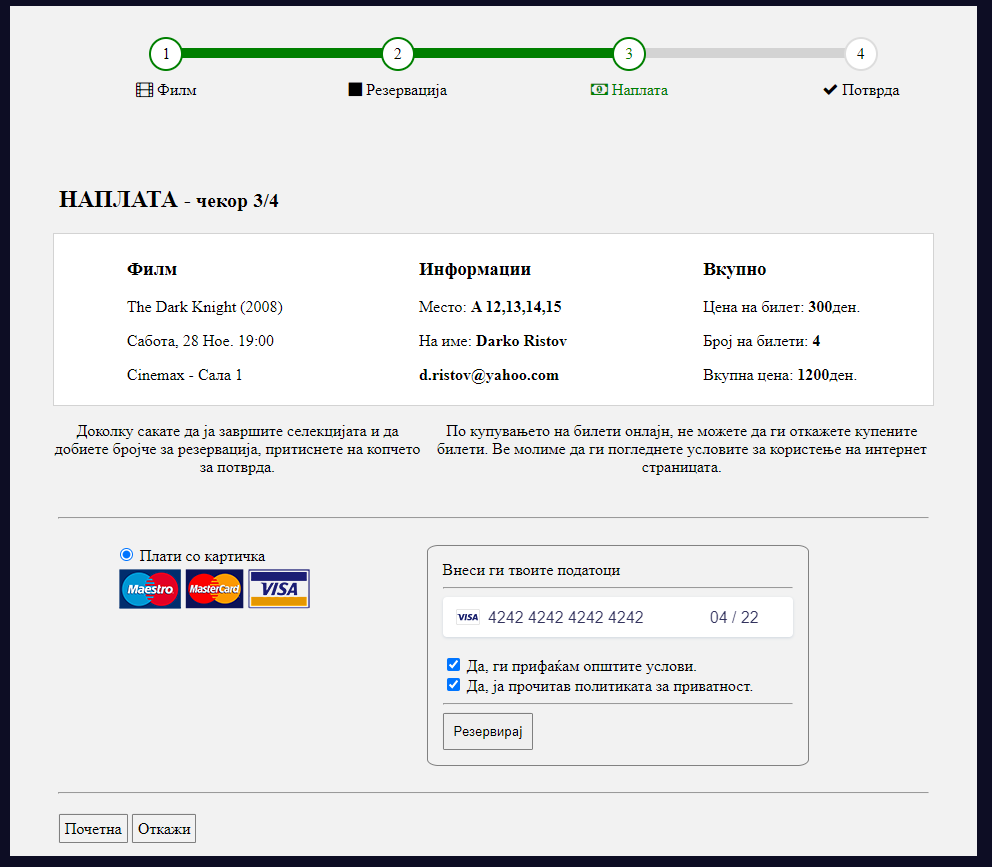 1 2 3 4
Филм Резервација Наплата Потврда
НАПЛАТА - чекор 3/4
Филм
The Dark Knight (2008)
Сабота, 28 Ное. 19:00
Cinemax - Сала 1
Информации
Место: A 12,13,14,15
На име: Darko Ristov
d.ristov@yahoo.com
Вкупно
Цена на билет: 300ден.
Број на билети: 4
Вкупна цена: 1200ден.
Доколку сакате да ја завршите селекцијата и да
добиете бројче за резервација, притиснете на копчето
за потврда.
По купувањето на билети онлајн, не можете да ги откажете купените
билети. Ве молиме да ги погледнете условите за користење на интернет
страницата.
Плати со картичка
Maestro MasterCard VISA
Внеси ги твоите податоци
VISA 4242 4242 4242 4242 04 / 22
Да, ги прифаќам општите услови.
Да, ја прочитав политиката за приватност.
Резервирај
Почетна Откажи